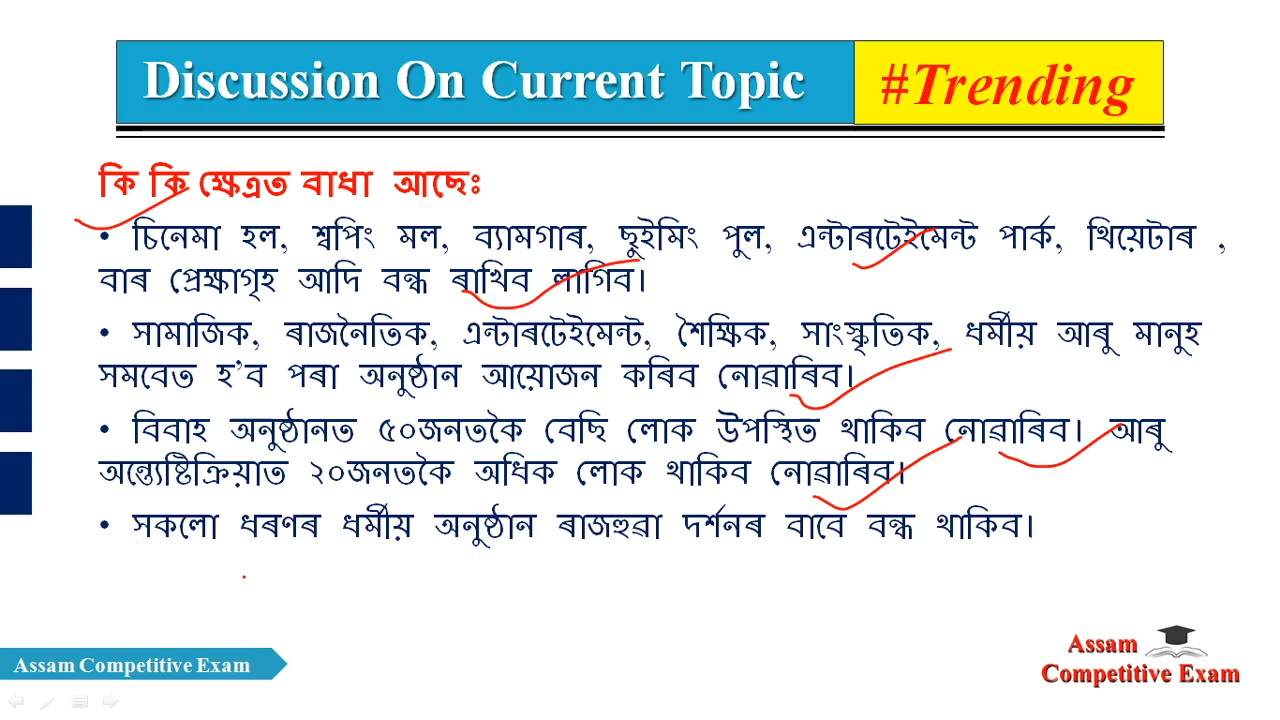 Discussion On Current Topic
#Trending
কি কি ক্ষেত্ৰত বাধা আছেঃ
• চিনেমা হল, শ্বপিং মল, ব্যামগাৰ, ছুইমিং পুল, এন্টাৰটেইমেন্ট পাৰ্ক, থিয়েটাৰ ,
বাৰ প্ৰেক্ষাগৃহ আদি বন্ধ ৰাখিব লাগিব।
• সামাজিক, ৰাজনৈতিক, এন্টাৰটেইমেন্ট, শৈক্ষিক, সাংস্কৃতিক, ধৰ্মীয় আৰু মানুহ
সমবেত হ’ব পৰা অনুষ্ঠান আয়োজন কৰিব নোৱাৰিব।
• বিবাহ অনুষ্ঠানত ৫০জনতকৈ বেছি লোক উপস্থিত থাকিব নোৱাৰিব। আৰু
অন্ত্যেষ্টিক্ৰিয়াত ২০জনতকৈ অধিক লোক থাকিব নোৱাৰিব।
• সকলো ধৰণৰ ধৰ্মীয় অনুষ্ঠান ৰাজহুৱা দৰ্শনৰ বাবে বন্ধ থাকিব।
Assam Competitive Exam
Assam
Competitive Exam